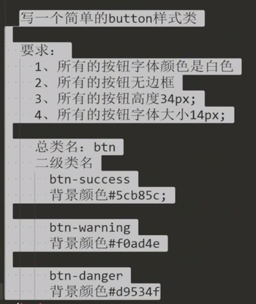 写一个简单的button样式类
要求：
1、所有的按钮字体颜色是白色
2、所有的按钮无边框
3、所有的按钮高度34px;
4、所有的按钮字体大小14px;
总类名：btn
二级类名
btn-success
背景颜色#5cb85c;
btn-warning
背景颜色#f0ad4e
btn-danger
背景颜色#d9534f